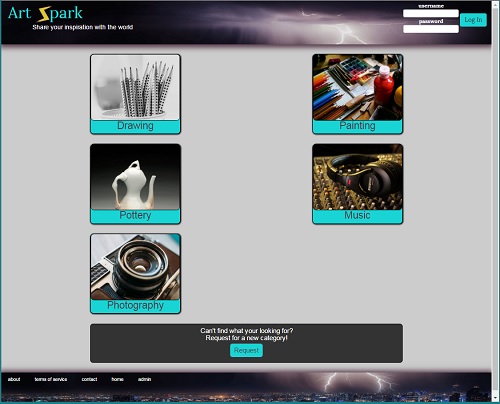 Art Spark
Share your inspiration with the world
username
password
Log In
Drawing
Painting
Pottery
Music
Photography
Can't find what your looking for?
Request for a new category!
Request
about terms of service contact home admin